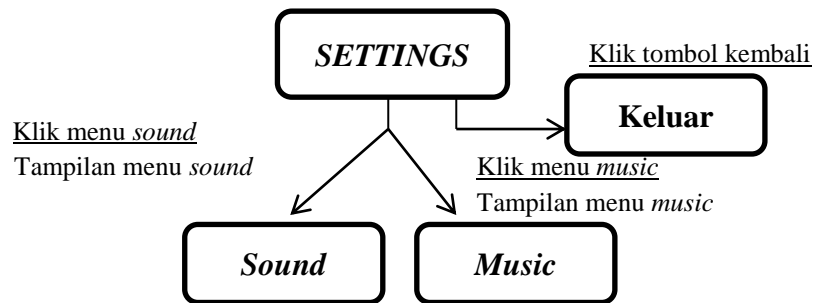 SETTINGS
Klik tombol kembali
Keluar
Klik menu sound
Tampilan menu sound
Klik menu music
Tampilan menu music
Sound
Music